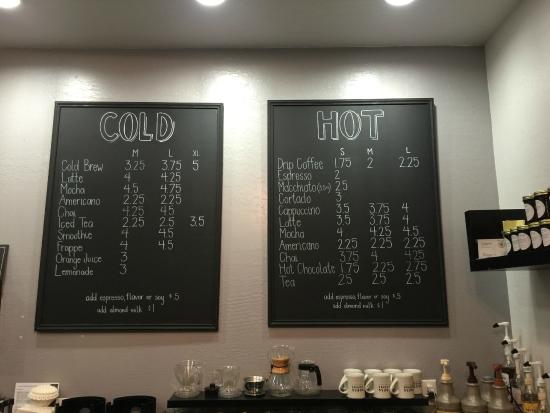 COLD
M L XL
Cold Brew 3.25 3.75 5
Latte 4 4.25
Mocha 4.5 4.75
Americano 2.25 2.75
Chai 4.25 4.5
Iced Tea 2.25 2.5 3.5
Smoothie 4 4.5
Frappe 4 4.5
Orange Juice 3
Lemonade 3
add espresso, flavor or soy $.5
add almond milk $1
HOT
S M L
Drip Coffee 1.75 2 2.25
Espresso 2
Macchiato 2.5
Cortado 3
Cappuccino 3.5 3.75 4
Latte 3.5 3.75 4
Mocha 4 4.25 4.5
Americano 2.25 2.25 2.25
Chai 3.75 4 4.25
Hot Chocolate 1.75 2.25 2.75
Tea 2.5 2.5 2.5
add espresso, flavor or soy $.5
add almond milk $1